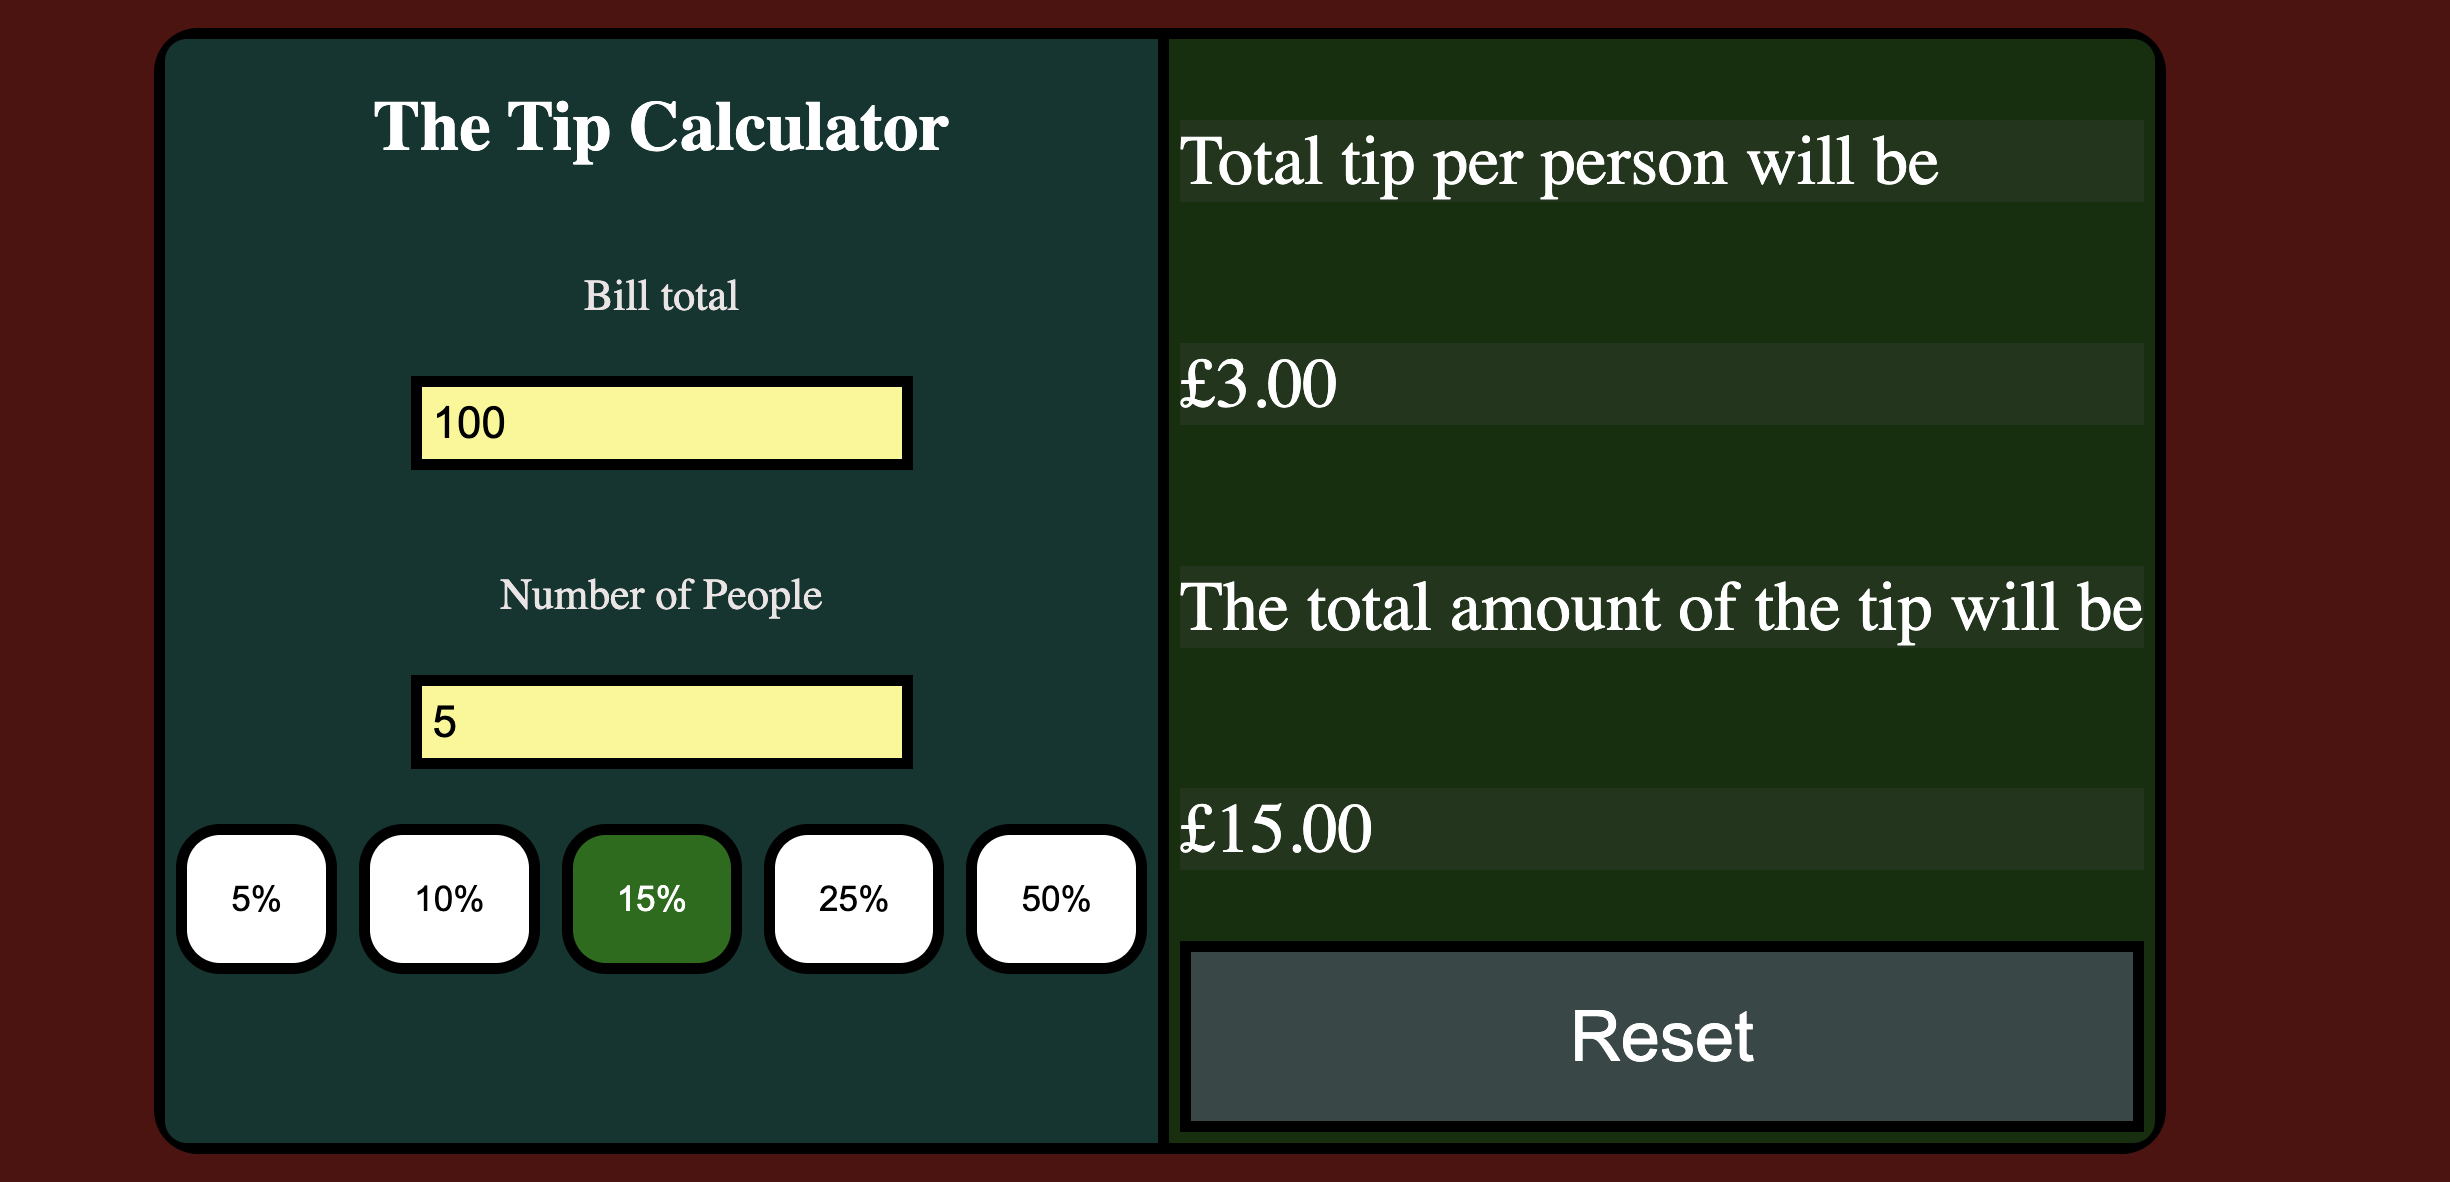 The Tip Calculator
Bill total
100
Number of People
5
5% 10% 15% 25% 50%
Total tip per person will be
£3.00
The total amount of the tip will be
£15.00
Reset